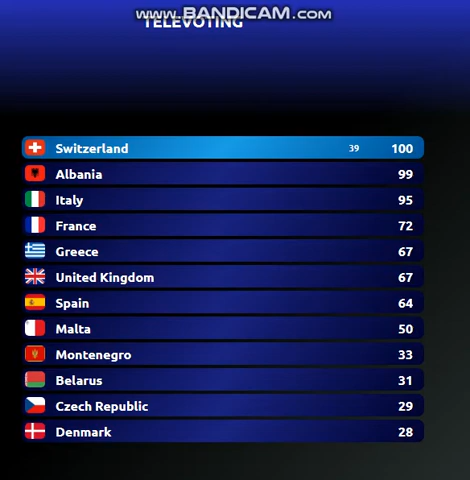 www.BANDICAM.com
TELEVOTING
Switzerland 39 100
Albania 99
Italy 95
France 72
Greece 67
United Kingdom 67
Spain 64
Malta 50
Montenegro 33
Belarus 31
Czech Republic 29
Denmark 28